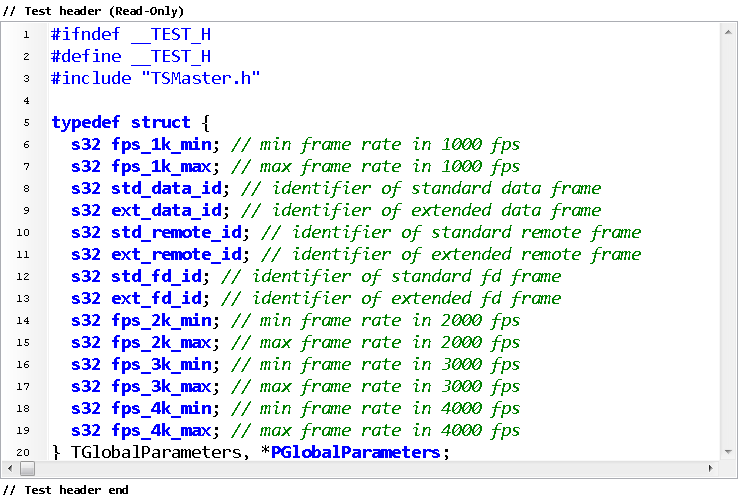 // Test header (Read-Only)
1 #ifndef __TEST_H
2 #define __TEST_H
3 #include "TSMaster.h"
4
5 typedef struct {
6 s32 fps_1k_min; // min frame rate in 1000 fps
7 s32 fps_1k_max; // max frame rate in 1000 fps
8 s32 std_data_id; // identifier of standard data frame
9 s32 ext_data_id; // identifier of extended data frame
10 s32 std_remote_id; // identifier of standard remote frame
11 s32 ext_remote_id; // identifier of extended remote frame
12 s32 std_fd_id; // identifier of standard fd frame
13 s32 ext_fd_id; // identifier of extended fd frame
14 s32 fps_2k_min; // min frame rate in 2000 fps
15 s32 fps_2k_max; // max frame rate in 2000 fps
16 s32 fps_3k_min; // min frame rate in 3000 fps
17 s32 fps_3k_max; // max frame rate in 3000 fps
18 s32 fps_4k_min; // min frame rate in 4000 fps
19 s32 fps_4k_max; // max frame rate in 4000 fps
20 } TGlobalParameters, *PGlobalParameters;
// Test header end